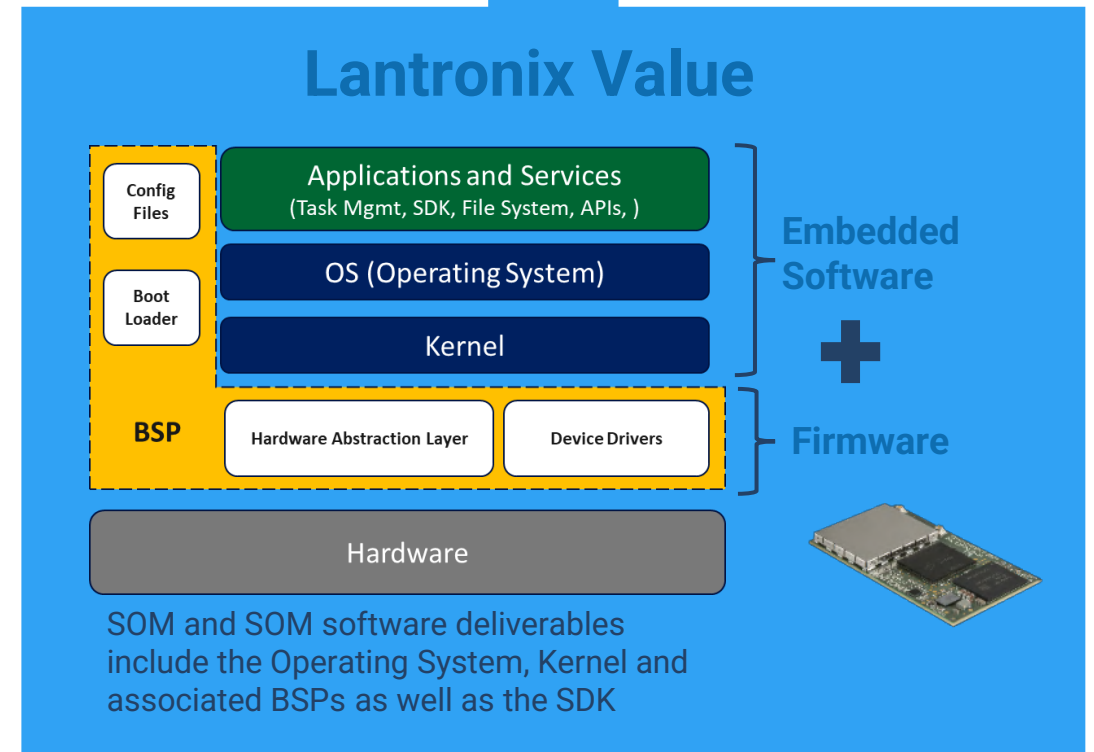 Lantronix Value
Config
Files
Boot
Loader
BSP
Applications and Services
(Task Mgmt, SDK, File System, APIs, )
OS (Operating System)
Kernel
Hardware Abstraction Layer
Device Drivers
Embedded
Software
Firmware
Hardware
SOM and SOM software deliverables
include the Operating System, Kernel and
associated BSPs as well as the SDK